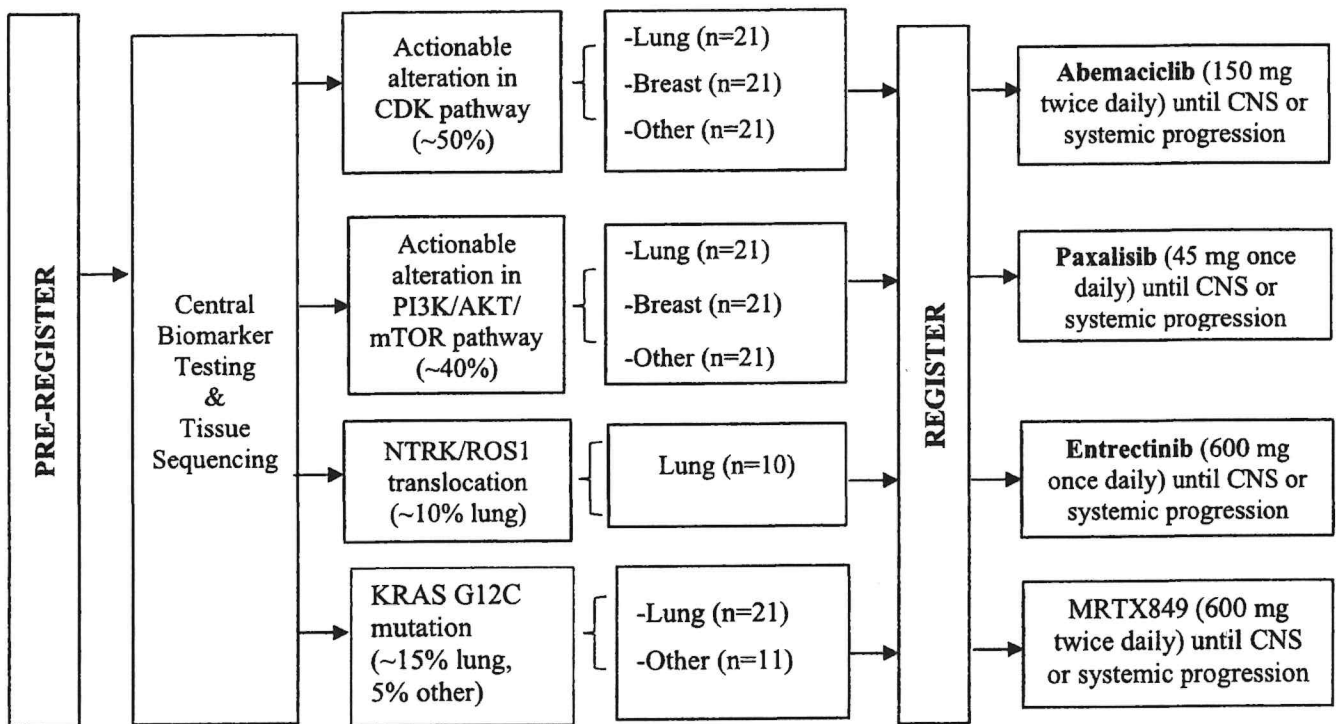 PRE-REGISTER
Central
Biomarker
Testing
&
Tissue
Sequencing
Actionable
alteration in
CDK pathway
(~50%)
-Lung (n=21)
-Breast (n=21)
-Other (n=21)
Actionable
alteration in
PI3K/AKT/
mTOR pathway
(~40%)
-Lung (n=21)
-Breast (n=21)
-Other (n=21)
NTRK/ROS1
translocation
(~10% lung)
Lung (n=10)
KRAS G12C
mutation
(~15% lung,
5% other)
-Lung (n=21)
-Other (n=11)
REGISTER
Abemaciclib (150 mg
twice daily) until CNS or
systemic progression
Paxalisib (45 mg once
daily) until CNS or
systemic progression
Entrectinib (600 mg
once daily) until CNS or
systemic progression
MRTX849 (600 mg
twice daily) until CNS
or systemic progression